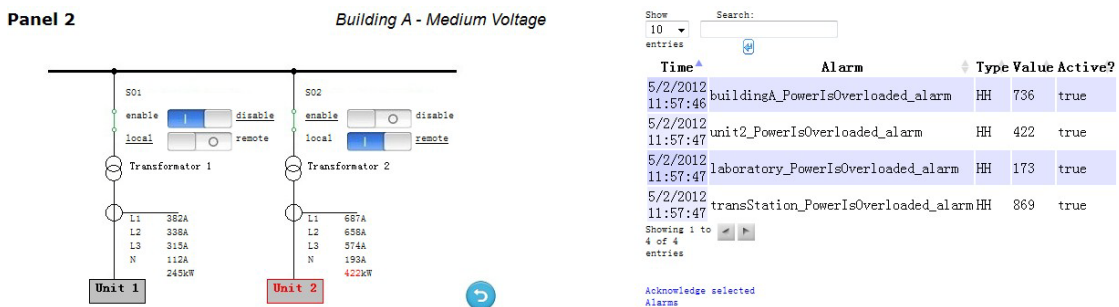 Panel 2
Building A - Medium Voltage
S01
enable disable
local remote
Transformator 1
L1 382A
L2 338A
L3 315A
N 112A
245kW
Unit 1
S02
enable disable
local remote
Transformator 2
L1 687A
L2 658A
L3 574A
N 193A
422kW
Unit 2
Show
10
entries
Search:
Time Alarm Type Value Active?
5/2/2012
11:57:46 buildingA_PowerIsOverloaded_alarm HH 736 true
5/2/2012
11:57:47 unit2_PowerIsOverloaded_alarm HH 422 true
5/2/2012
11:57:47 laboratory_PowerIsOverloaded_alarm HH 173 true
5/2/2012
11:57:47 transStation_PowerIsOverloaded_alarm HH 869 true
Showing 1 to
4 of 4
entries
Acknowledge selected
Alarms